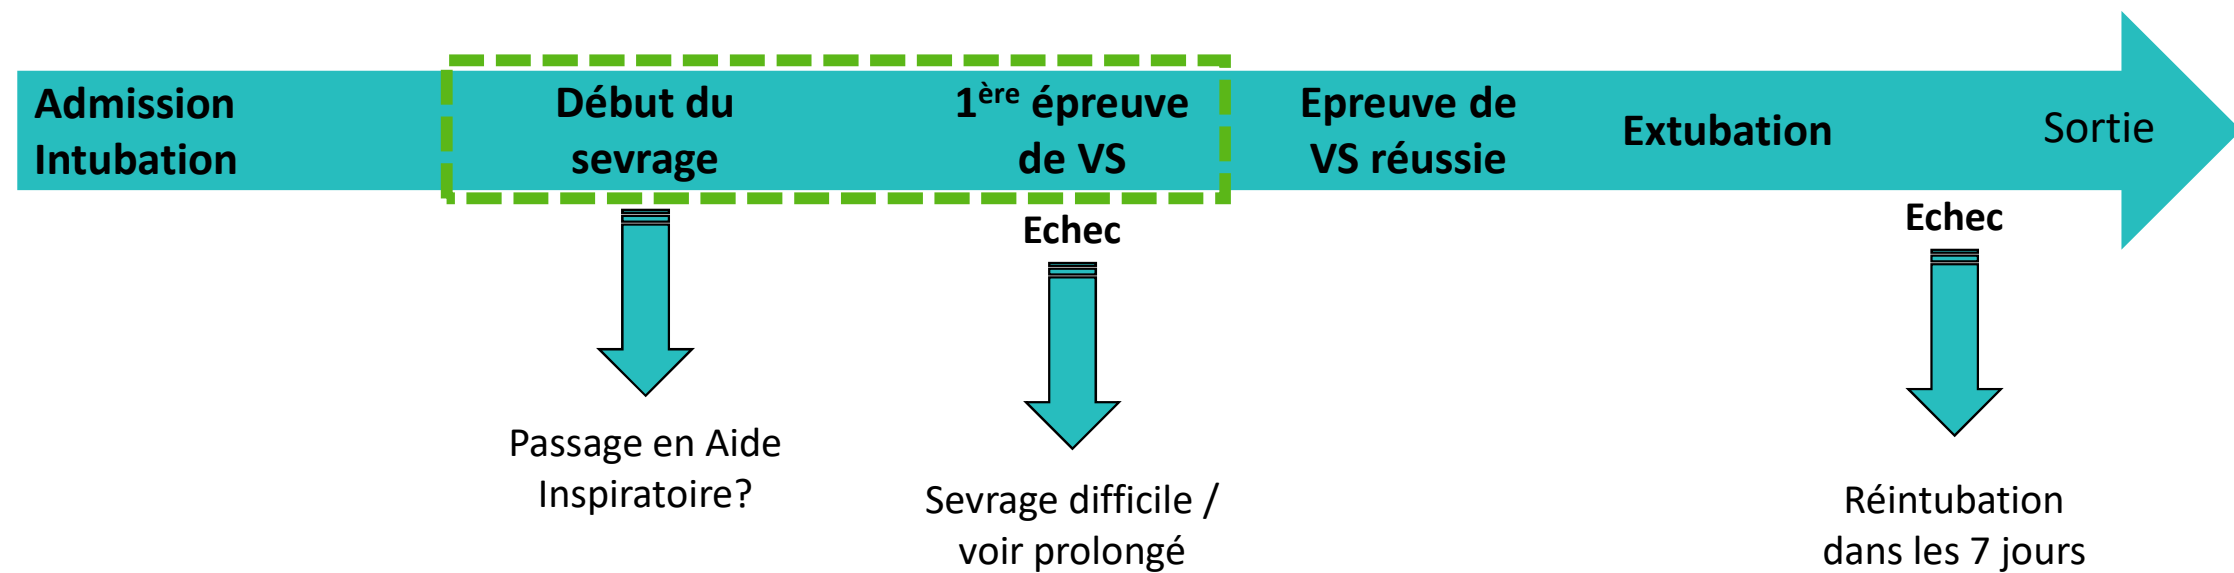 Admission
Intubation
Début du
sevrage
1ère épreuve
de VS
Epreuve de
VS réussie
Extubation
Sortie
Echec
Echec
Passage en Aide
Inspiratoire?
Sevrage difficile /
voir prolongé
Réintubation
dans les 7 jours